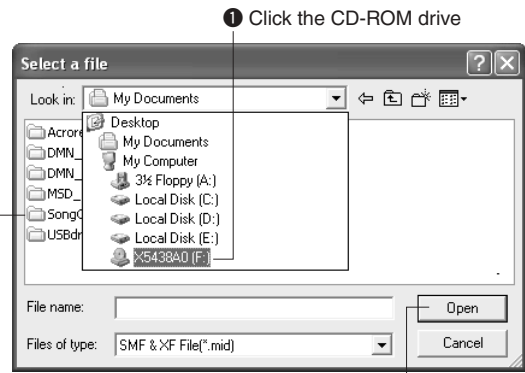 ❶ Click the CD-ROM drive
Select a file
Look in:
My Documents
Desktop
My Documents
My Computer
3½ Floppy (A:)
Local Disk (C:)
Local Disk (D:)
Local Disk (E:)
X5438A0 (F:)
Acrore
DMN_
DMN_
MSD_
SongC
USBdr
File name:
Open
Files of type:
SMF & XF File(*.mid)
Cancel